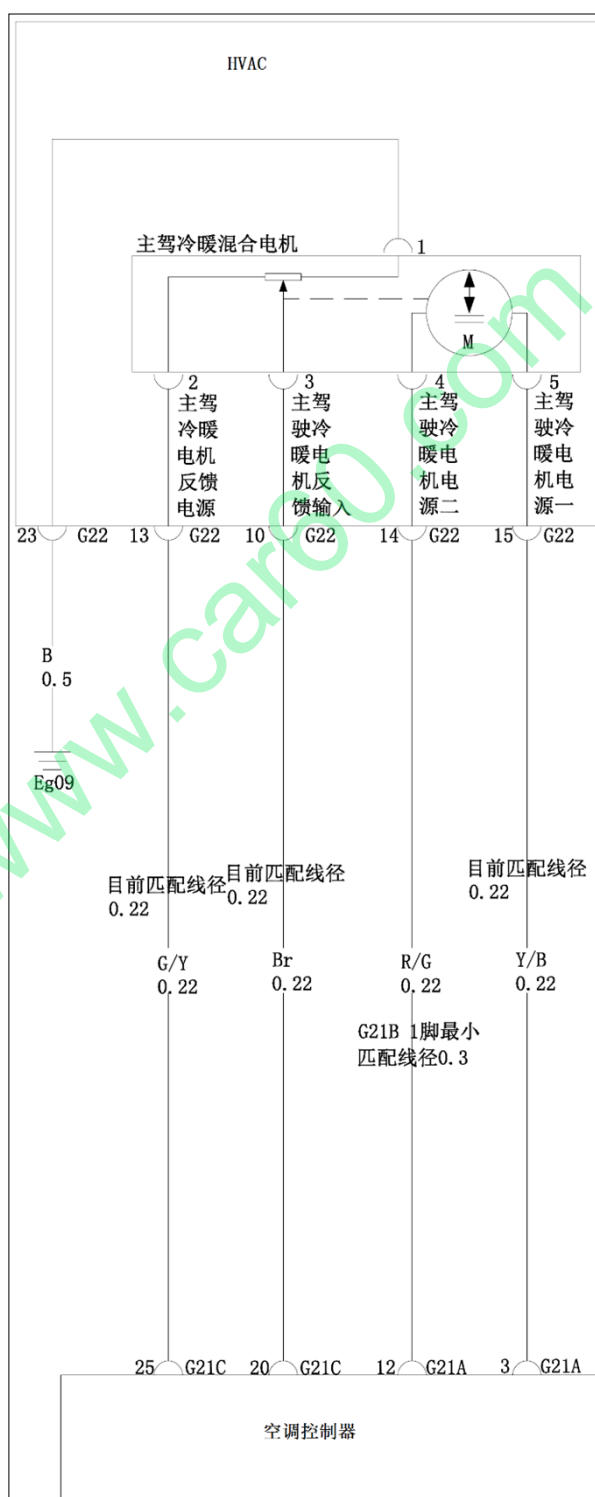 HVAC
主驾冷暖混合电机
1
M
2
3
4
5
主驾
冷暖
电机
反馈
电源
主驾
驶冷
暖电
机反
馈输入
主驾
驶冷
暖电
机电
源二
主驾
驶冷
暖电
机电
源一
23 G22 13 G22 10 G22 14 G22 15 G22
B
0.5
Eg09
目前匹配线径
0.22
目前匹配线径
0.22
目前匹配线径
0.22
G/Y
0.22
Br
0.22
R/G
0.22
Y/B
0.22
G21B 1脚最小
匹配线径0.3
25 G21C 20 G21C 12 G21A 3 G21A
空调控制器
www.car60.com